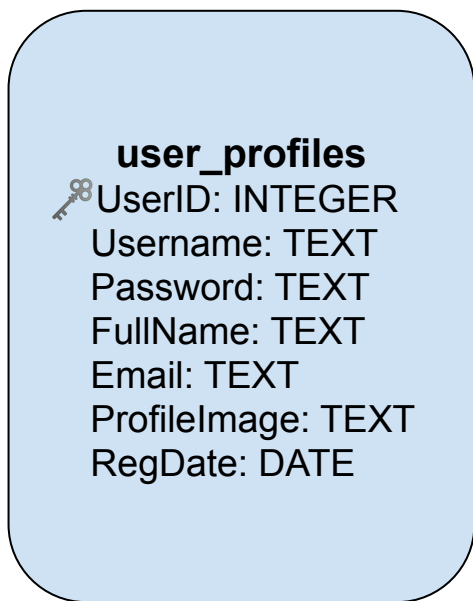 user_profiles
UserID: INTEGER
Username: TEXT
Password: TEXT
FullName: TEXT
Email: TEXT
ProfileImage: TEXT
RegDate: DATE